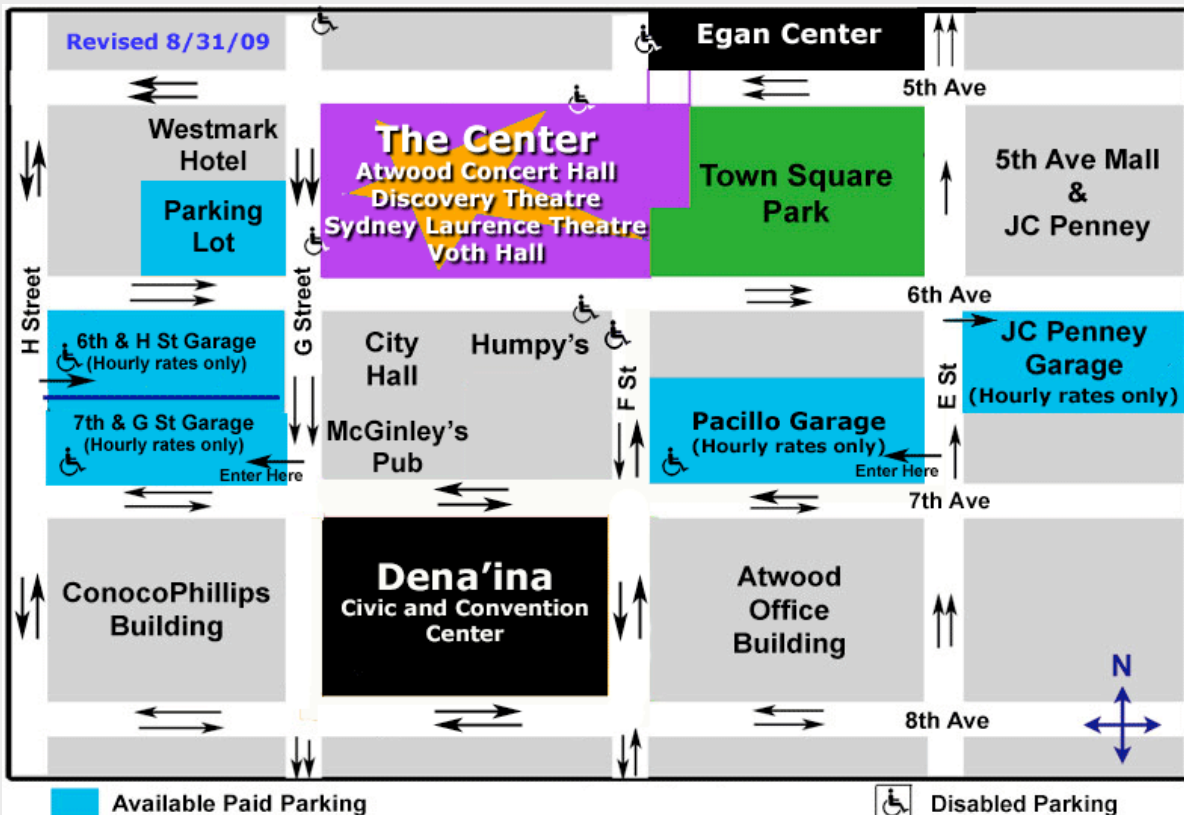 Revised 8/31/09
Egan Center
5th Ave
Westmark
Hotel
Parking
Lot
The Center
Atwood Concert Hall
Discovery Theatre
Sydney Laurence Theatre
Voth Hall
Town Square
Park
5th Ave Mall
&
JC Penney
H Street
G Street
6th Ave
6th & H St Garage
(Hourly rates only)
7th & G St Garage
(Hourly rates only)
Enter Here
City
Hall
Humpy's
McGinley's
Pub
F St
Pacillo Garage
(Hourly rates only)
Enter Here
E St
JC Penney
Garage
(Hourly rates only)
7th Ave
ConocoPhillips
Building
Dena’ina
Civic and Convention
Center
Atwood
Office
Building
N
8th Ave
Available Paid Parking
Disabled Parking